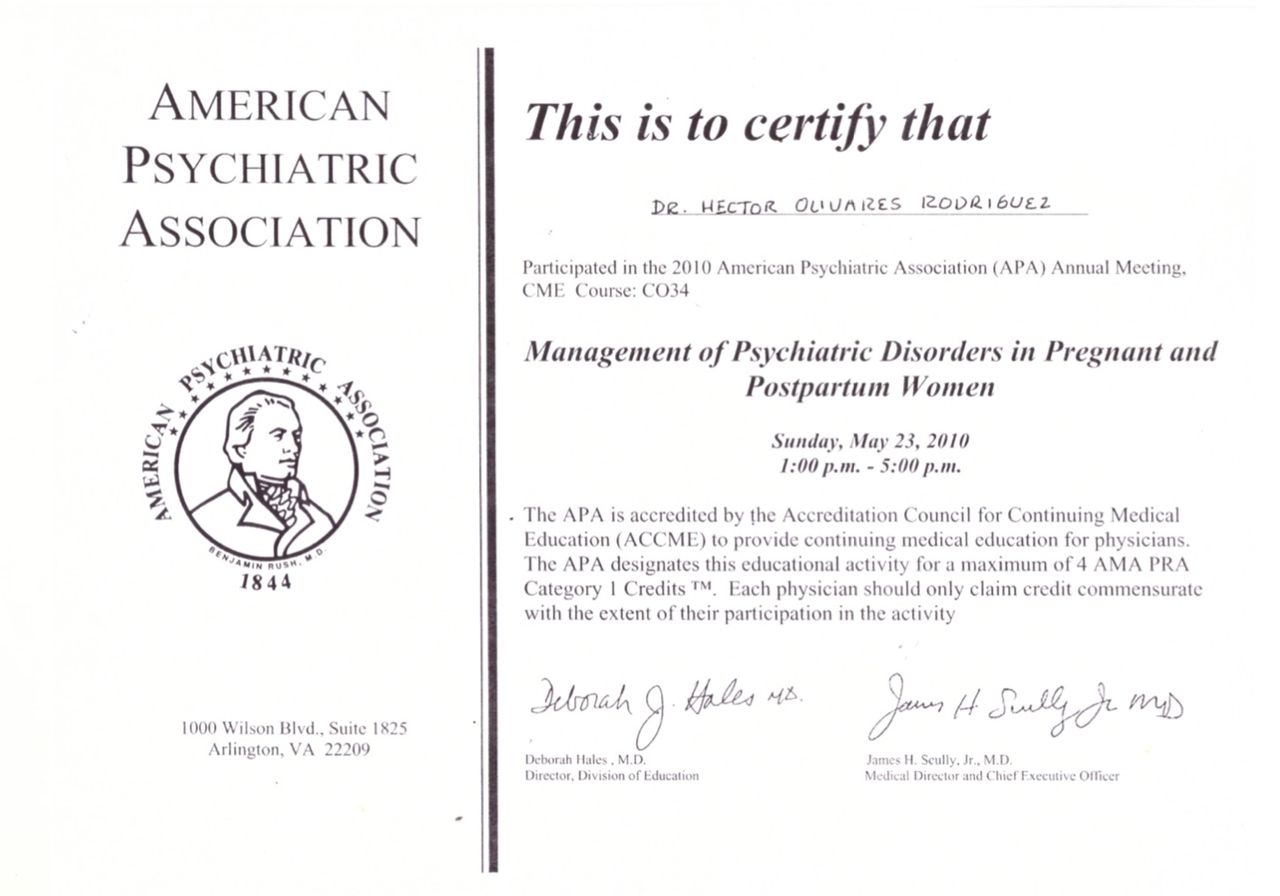 AMERICAN
PSYCHIATRIC
ASSOCIATION
AMERICAN PSYCHIATRIC ASSOCIATION
BENJAMIN RUSH, M.D.
1844
1000 Wilson Blvd., Suite 1825
Arlington, VA 22209
This is to certify that
DR. HECTOR OLIVARES RODRIGUEZ
Participated in the 2010 American Psychiatric Association (APA) Annual Meeting,
CME Course: CO34
Management of Psychiatric Disorders in Pregnant and
Postpartum Women
Sunday, May 23, 2010
1:00 p.m. - 5:00 p.m.
The APA is accredited by the Accreditation Council for Continuing Medical
Education (ACCME) to provide continuing medical education for physicians.
The APA designates this educational activity for a maximum of 4 AMA PRA
Category 1 Credits ™. Each physician should only claim credit commensurate
with the extent of their participation in the activity
Deborah J. Hales MD.
James H Scully Jr MD
Deborah Hales , M.D.
Director, Division of Education
James H. Scully, Jr., M.D.
Medical Director and Chief Executive Officer